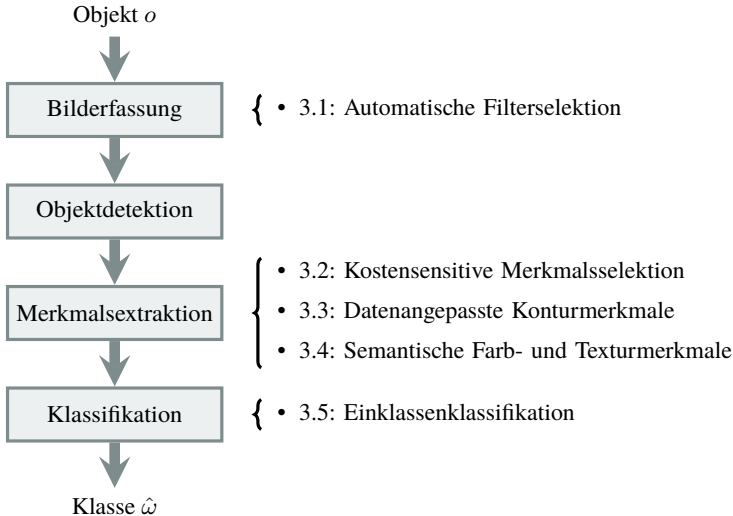 Objekt o
Bilderfassung
• 3.1: Automatische Filterselektion
Objektdetektion
Merkmalsextraktion
• 3.2: Kostensensitive Merkmalsselektion
• 3.3: Datenangepasste Konturmerkmale
• 3.4: Semantische Farb- und Texturmerkmale
Klassifikation
• 3.5: Einklassenklassifikation
Klasse ω̂